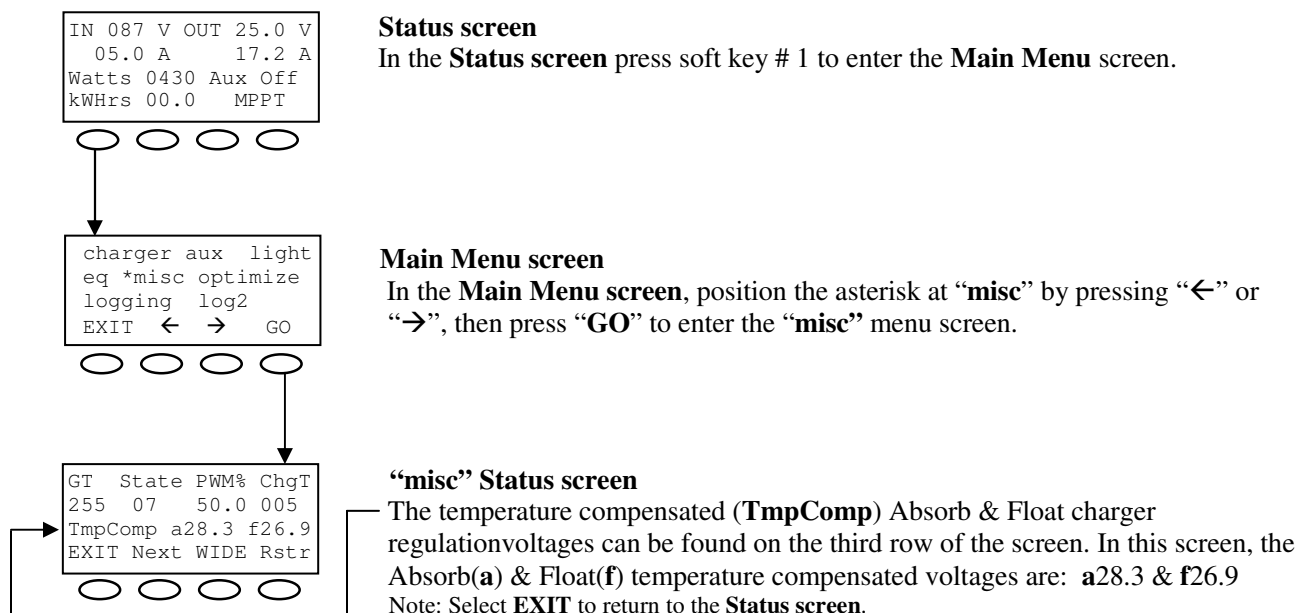 IN 087 V OUT 25.0 V
05.0 A 17.2 A
Watts 0430 Aux Off
kWHrs 00.0 MPPT
Status screen
In the Status screen press soft key # 1 to enter the Main Menu screen.
charger aux light
eq *misc optimize
logging log2
EXIT ← → GO
Main Menu screen
In the Main Menu screen, position the asterisk at “misc” by pressing “←” or
“→”, then press “GO” to enter the “misc” menu screen.
GT State PWM% ChgT
255 07 50.0 005
TmpComp a28.3 f26.9
EXIT Next WIDE Rstr
“misc” Status screen
The temperature compensated (TmpComp) Absorb & Float charger
regulationvoltages can be found on the third row of the screen. In this screen, the
Absorb(a) & Float(f) temperature compensated voltages are: a28.3 & f26.9
Note: Select EXIT to return to the Status screen.